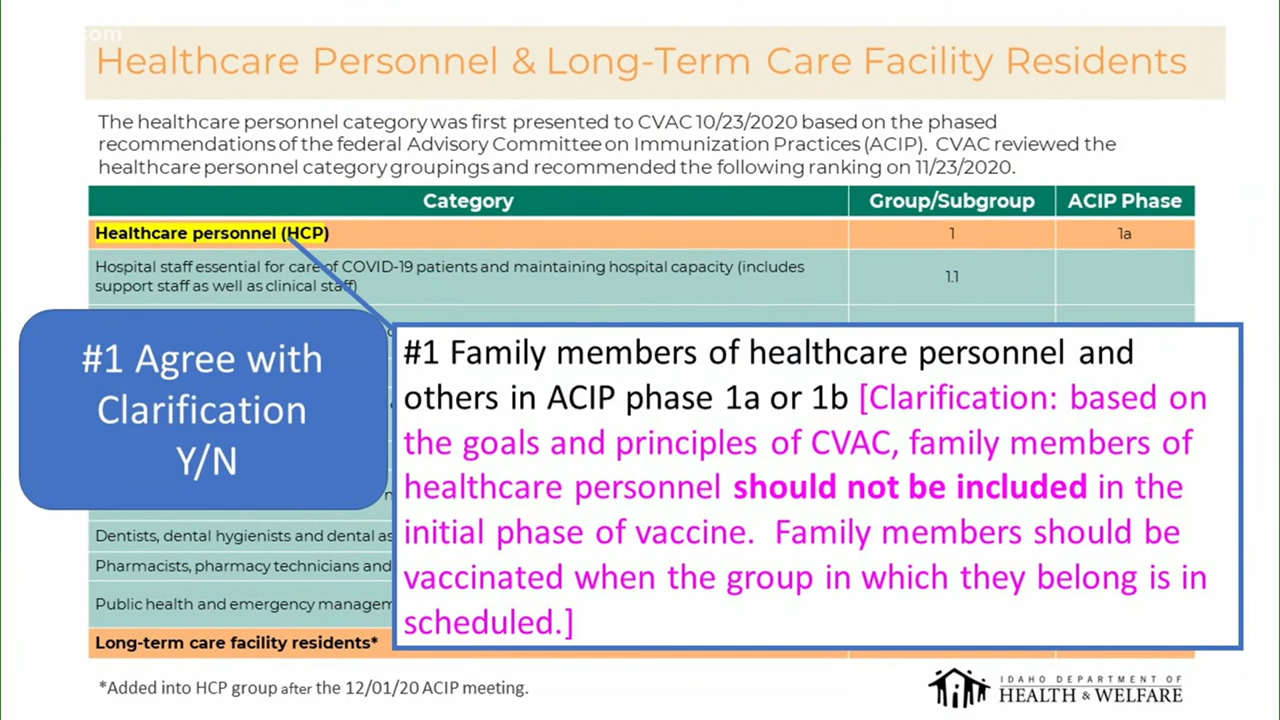 .com
Healthcare Personnel & Long-Term Care Facility Residents
The healthcare personnel category was first presented to CVAC 10/23/2020 based on the phased
recommendations of the federal Advisory Committee on Immunization Practices (ACIP). CVAC reviewed the
healthcare personnel category groupings and recommended the following ranking on 11/23/2020.
Category Group/Subgroup ACIP Phase
Healthcare personnel (HCP) 1 1a
Hospital staff essential for care of COVID-19 patients and maintaining hospital capacity (includes
support staff as well as clinical staff) 1.1
#1 Agree with
Clarification
Y/N
#1 Family members of healthcare personnel and
others in ACIP phase 1a or 1b [Clarification: based on
the goals and principles of CVAC, family members of
healthcare personnel should not be included in the
initial phase of vaccine. Family members should be
vaccinated when the group in which they belong is in
scheduled.]
Dentists, dental hygienists and dental as
Pharmacists, pharmacy technicians and
Public health and emergency managem
Long-term care facility residents*
*Added into HCP group after the 12/01/20 ACIP meeting.
IDAHO DEPARTMENT OF
HEALTH & WELFARE